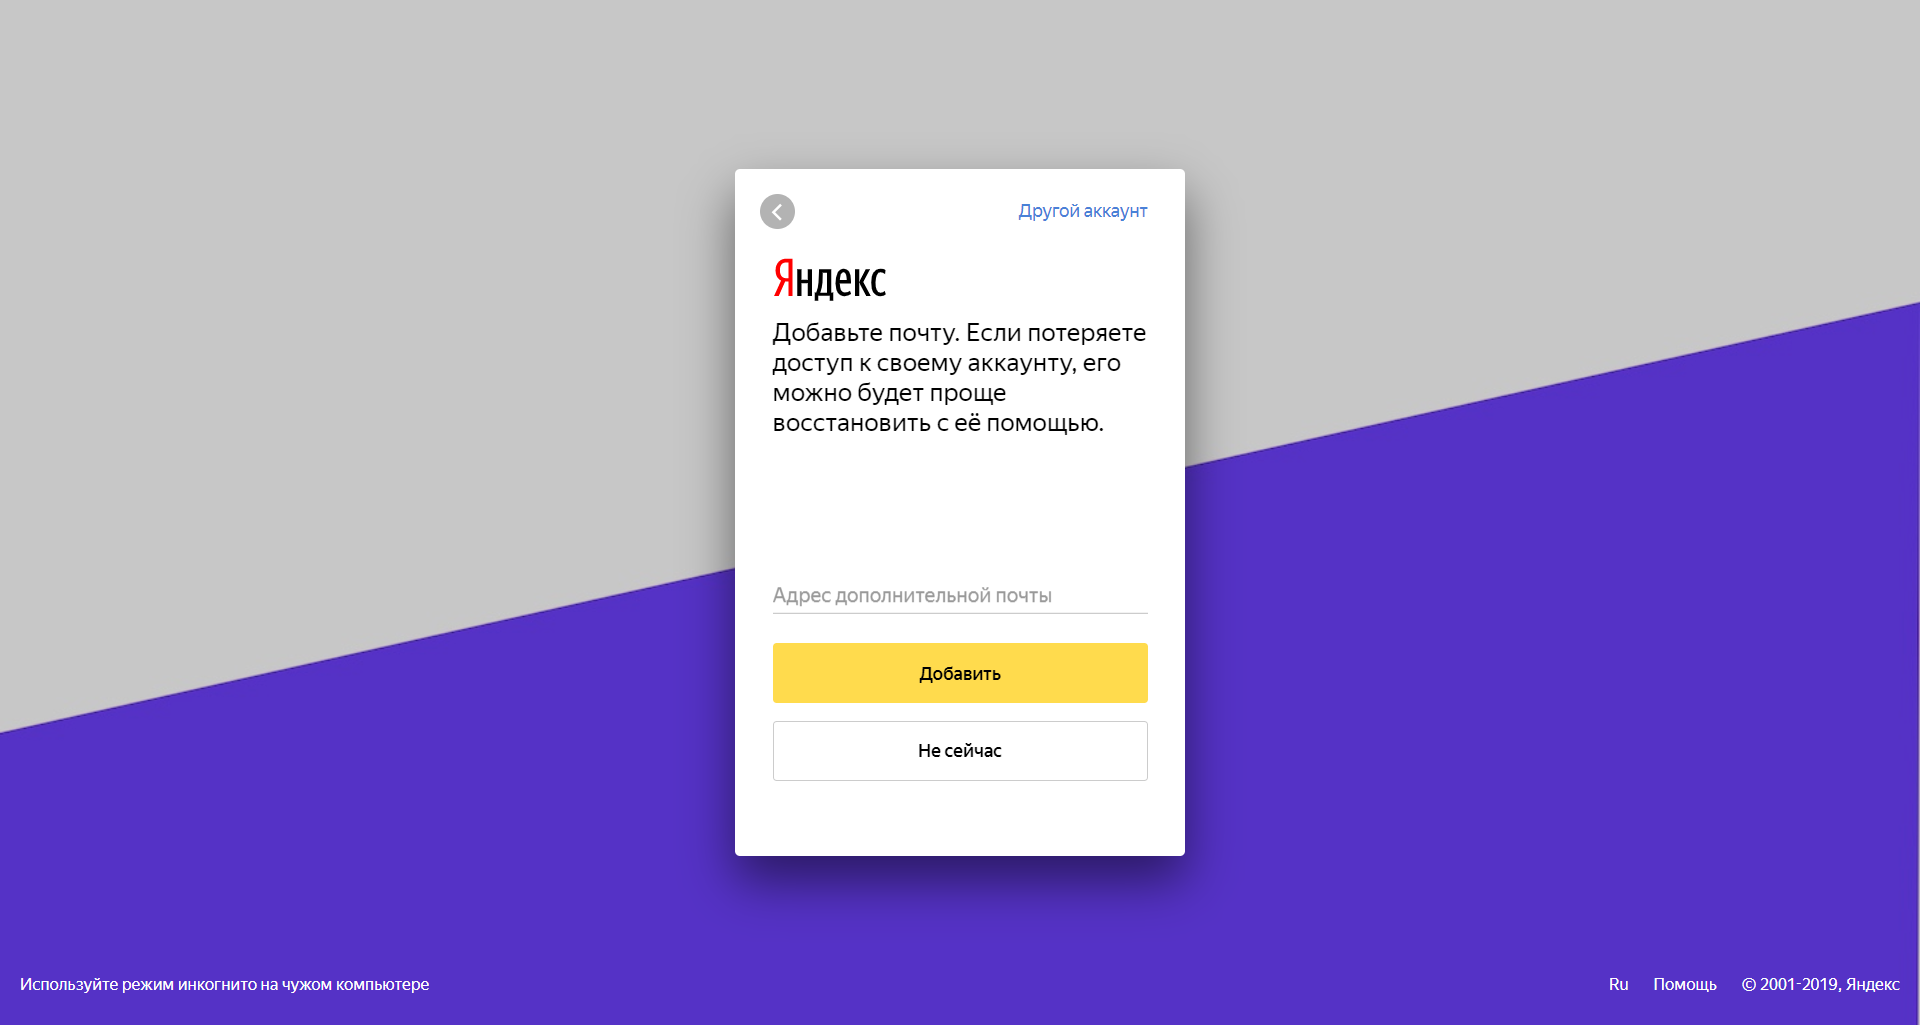 Другой аккаунт
Яндекс
Добавьте почту. Если потеряете
доступ к своему аккаунту, его
можно будет проще
восстановить с её помощью.
Адрес дополнительной почты
Добавить
Не сейчас
Используйте режим инкогнито на чужом компьютере
Ru Помощь © 2001-2019, Яндекс